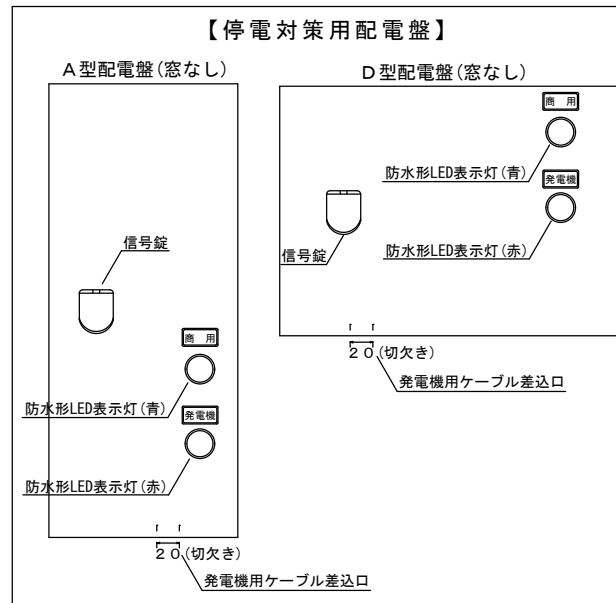 【停電対策用配電盤】
A型配電盤(窓なし)
信号錠
商 用
防水形LED表示灯(青)
発電機
防水形LED表示灯(赤)
20(切欠き)
発電機用ケーブル差込口
D型配電盤(窓なし)
商 用
防水形LED表示灯(青)
発電機
防水形LED表示灯(赤)
信号錠
20(切欠き)
発電機用ケーブル差込口